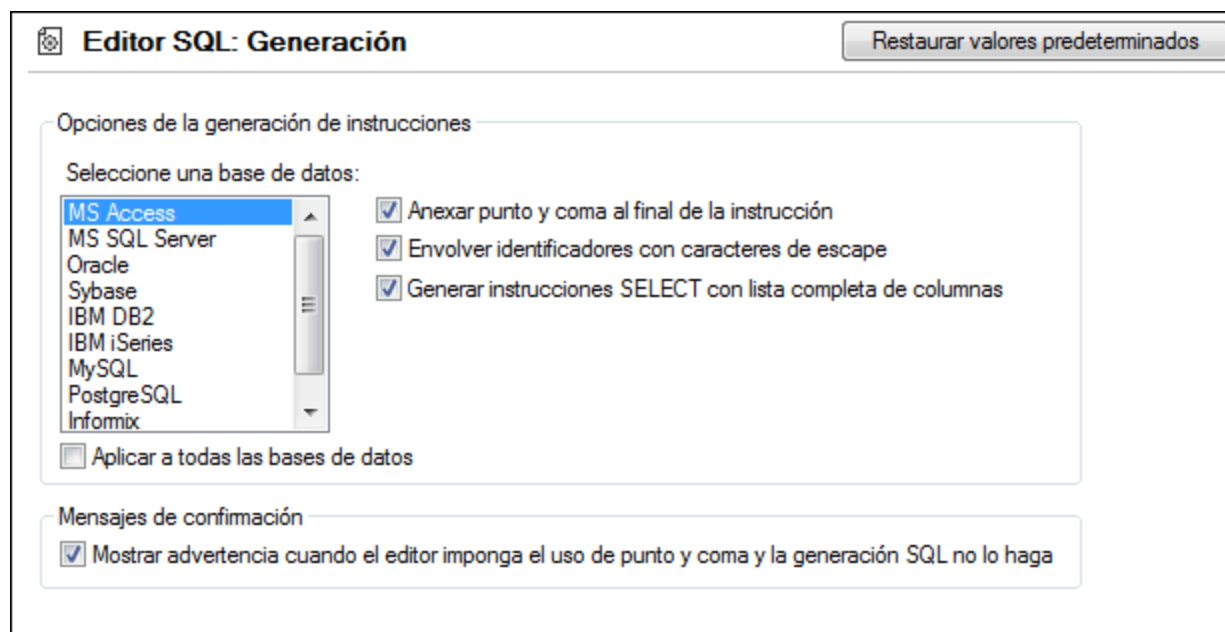 Editor SQL: Generación
Restaurar valores predeterminados
Opciones de la generación de instrucciones
Seleccione una base de datos:
MS Access
MS SQL Server
Oracle
Sybase
IBM DB2
IBM iSeries
MySQL
PostgreSQL
Informix
Anexar punto y coma al final de la instrucción
Envolver identificadores con caracteres de escape
Generar instrucciones SELECT con lista completa de columnas
Aplicar a todas las bases de datos
Mensajes de confirmación
Mostrar advertencia cuando el editor imponga el uso de punto y coma y la generación SQL no lo haga